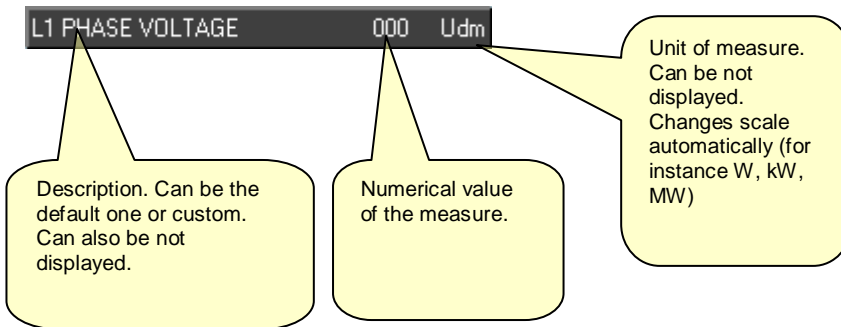 L1 PHASE VOLTAGE 000 Udm
Description. Can be the
default one or custom.
Can also be not
displayed.
Numerical value
of the measure.
Unit of measure.
Can be not
displayed.
Changes scale
automatically (for
instance W, kW,
MW)